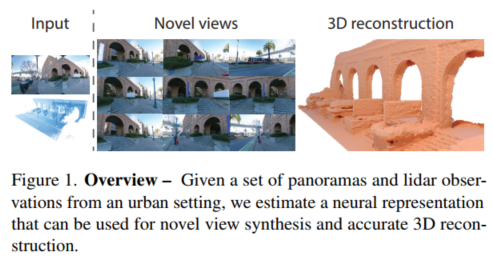 Input
Novel views
3D reconstruction
Figure 1. Overview – Given a set of panoramas and lidar obser-
vations from an urban setting, we estimate a neural representation
that can be used for novel view synthesis and accurate 3D recon-
struction.